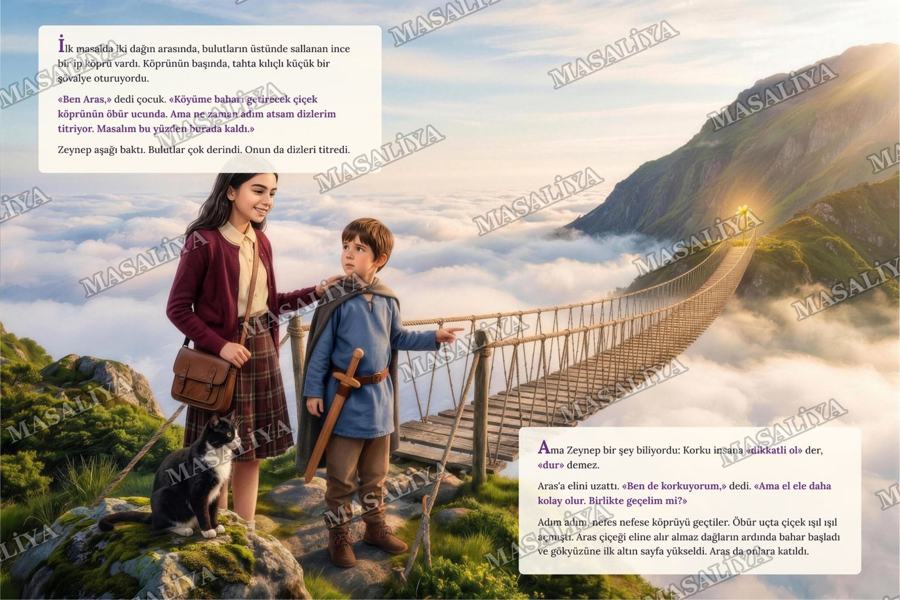 İlk masalda iki dağın arasında, bulutların üstünde sallanan ince
bir ip köprü vardı. Köprünün başında, tahta kılıçlı küçük bir
şövalye oturuyordu.
«Ben Aras,» dedi çocuk. «Köyüme baharı getirecek çiçek
köprünün öbür ucunda. Ama ne zaman adım atsam dizlerim
titriyor. Masalım bu yüzden burada kaldı.»
Zeynep aşağı baktı. Bulutlar çok derindi. Onun da dizleri titredi.
Ama Zeynep bir şey biliyordu: Korku insana «dikkatli ol» der,
«dur» demez.
Aras'a elini uzattı. «Ben de korkuyorum,» dedi. «Ama el ele daha
kolay olur. Birlikte geçelim mi?»
Adım adım, nefes nefese köprüyü geçtiler. Öbür uçta çiçek ışıl ışıl
açmıştı. Aras çiçeği eline alır almaz dağların ardında bahar başladı
ve gökyüzüne ilk altın sayfa yükseldi. Aras da onlara katıldı.
MASALİYA